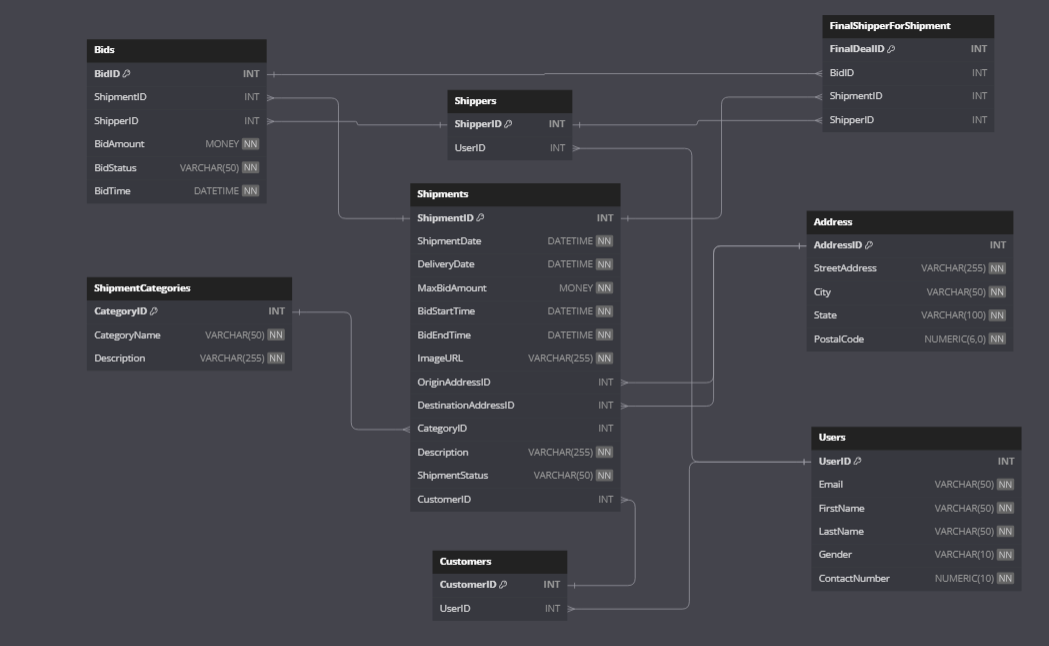 Bids
BidID INT
ShipmentID INT
ShipperID INT
BidAmount MONEY NN
BidStatus VARCHAR(50) NN
BidTime DATETIME NN
ShipmentCategories
CategoryID INT
CategoryName VARCHAR(50) NN
Description VARCHAR(255) NN
Shippers
ShipperID INT
UserID INT
Shipments
ShipmentID INT
ShipmentDate DATETIME NN
DeliveryDate DATETIME NN
MaxBidAmount MONEY NN
BidStartTime DATETIME NN
BidEndTime DATETIME NN
ImageURL VARCHAR(255) NN
OriginAddressID INT
DestinationAddressID INT
CategoryID INT
Description VARCHAR(255) NN
ShipmentStatus VARCHAR(50) NN
CustomerID INT
Customers
CustomerID INT
UserID INT
FinalShipperForShipment
FinalDealID INT
BidID INT
ShipmentID INT
ShipperID INT
Address
AddressID INT
StreetAddress VARCHAR(255) NN
City VARCHAR(50) NN
State VARCHAR(100) NN
PostalCode NUMERIC(6,0) NN
Users
UserID INT
Email VARCHAR(50) NN
FirstName VARCHAR(50) NN
LastName VARCHAR(50) NN
Gender VARCHAR(10) NN
ContactNumber NUMERIC(10) NN